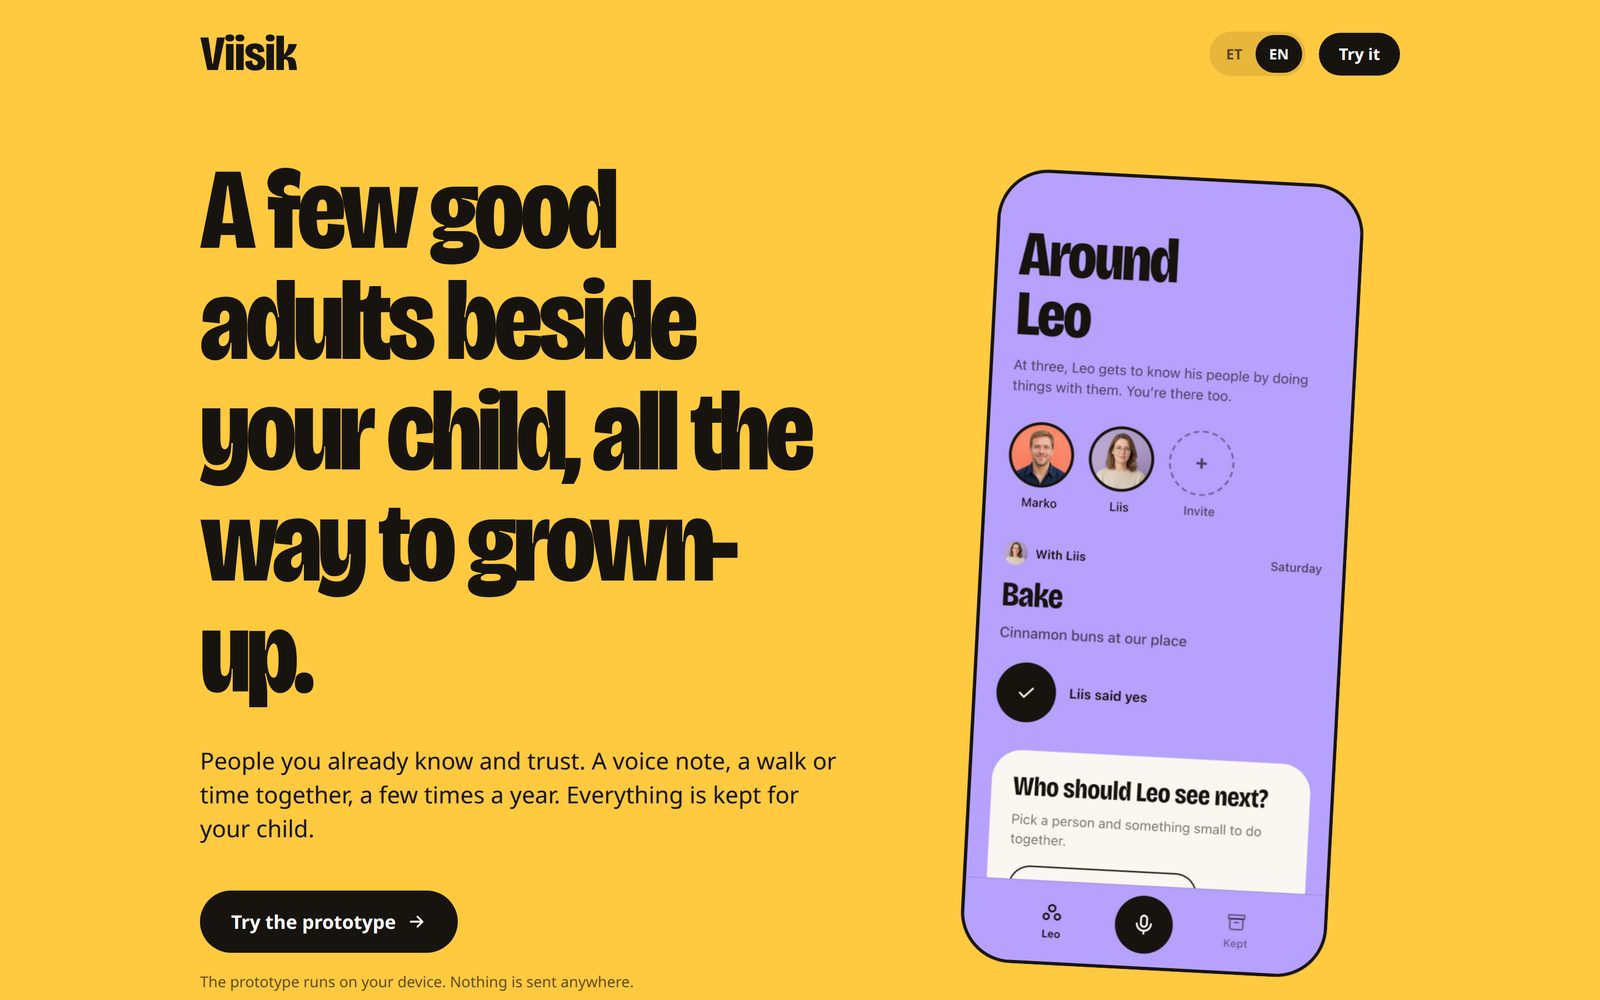 Viisik
ET
EN
Try it
A few good
adults beside
your child, all the
way to grown-
up.
People you already know and trust. A voice note, a walk or
time together, a few times a year. Everything is kept for
your child.
Try the prototype →
The prototype runs on your device. Nothing is sent anywhere.
Around
Leo
At three, Leo gets to know his people by doing
things with them. You’re there too.
Marko
Liis
+
Invite
With Liis
Saturday
Bake
Cinnamon buns at our place
Liis said yes
Who should Leo see next?
Pick a person and something small to do
together.
Leo
Kept